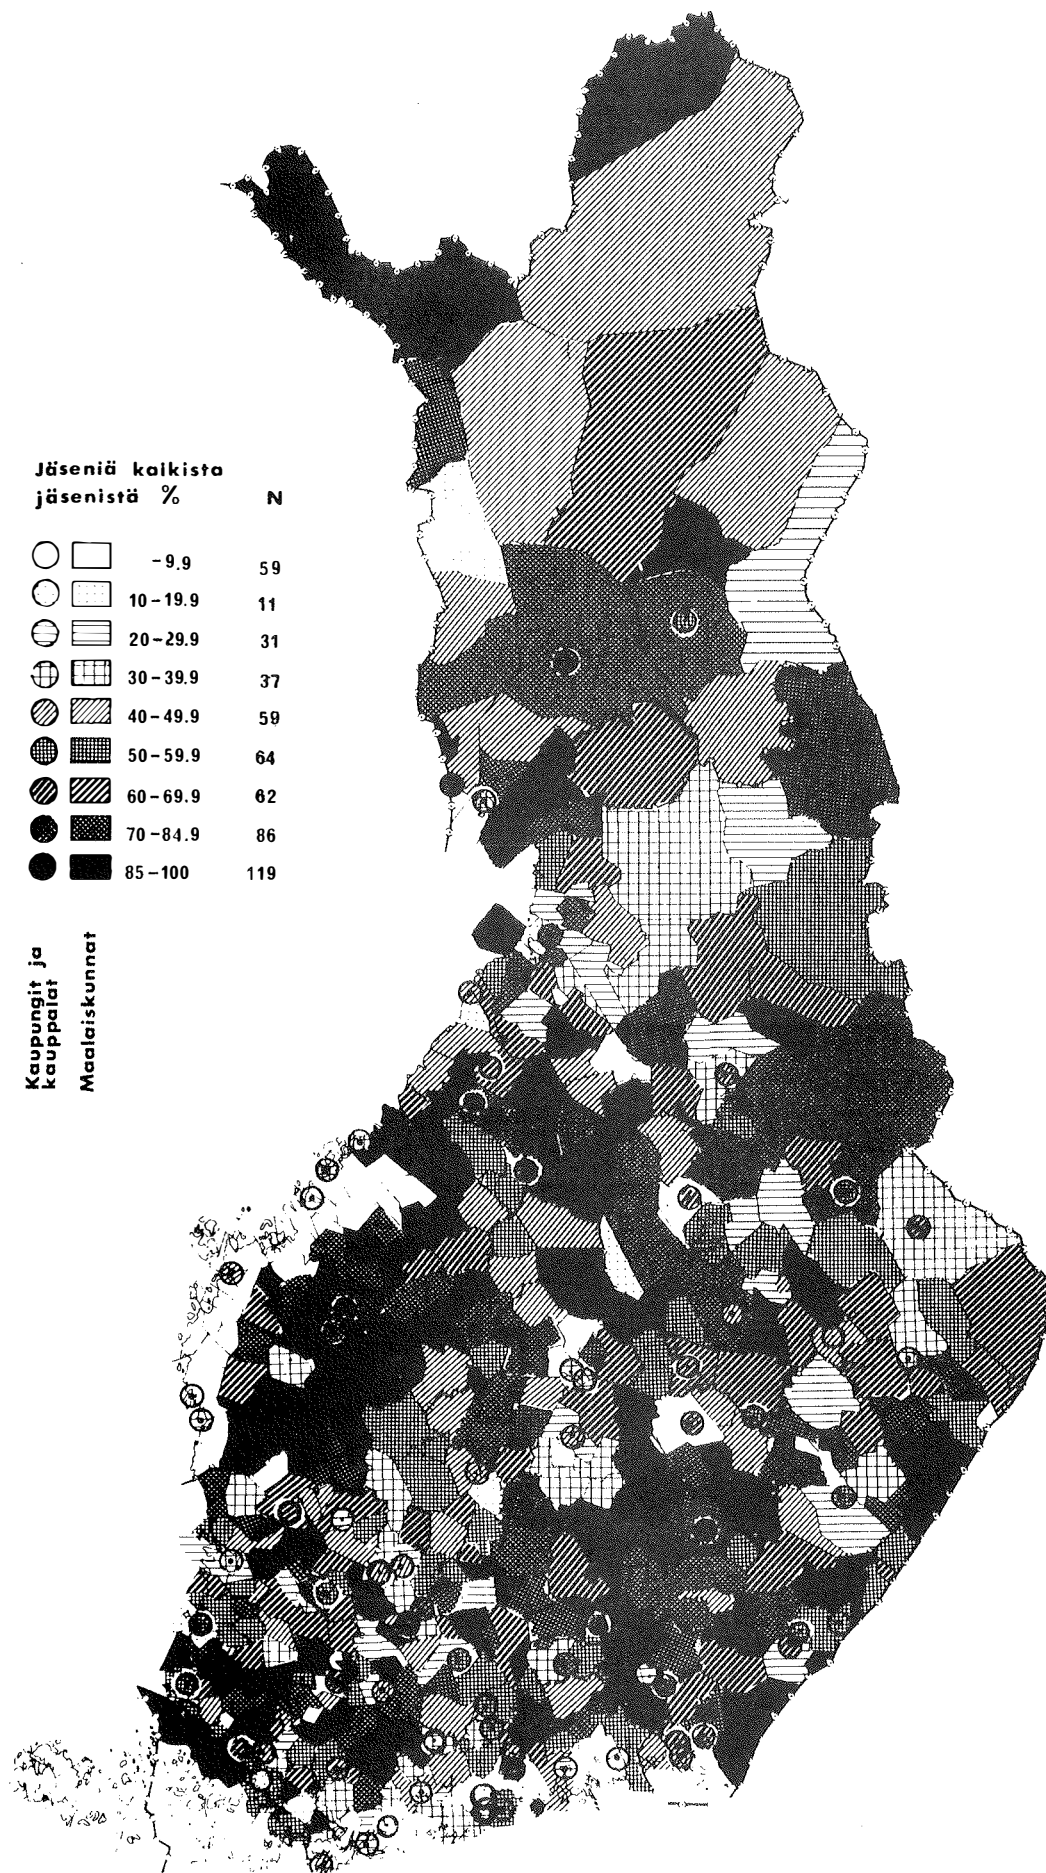 Jäseniä kaikista
jäsenistä % N
-9.9 59
10-19.9 11
20-29.9 31
30-39.9 37
40-49.9 59
50-59.9 64
60-69.9 62
70-84.9 86
85-100 119
Kaupungit ja
kauppalat
Maalaiskunnat